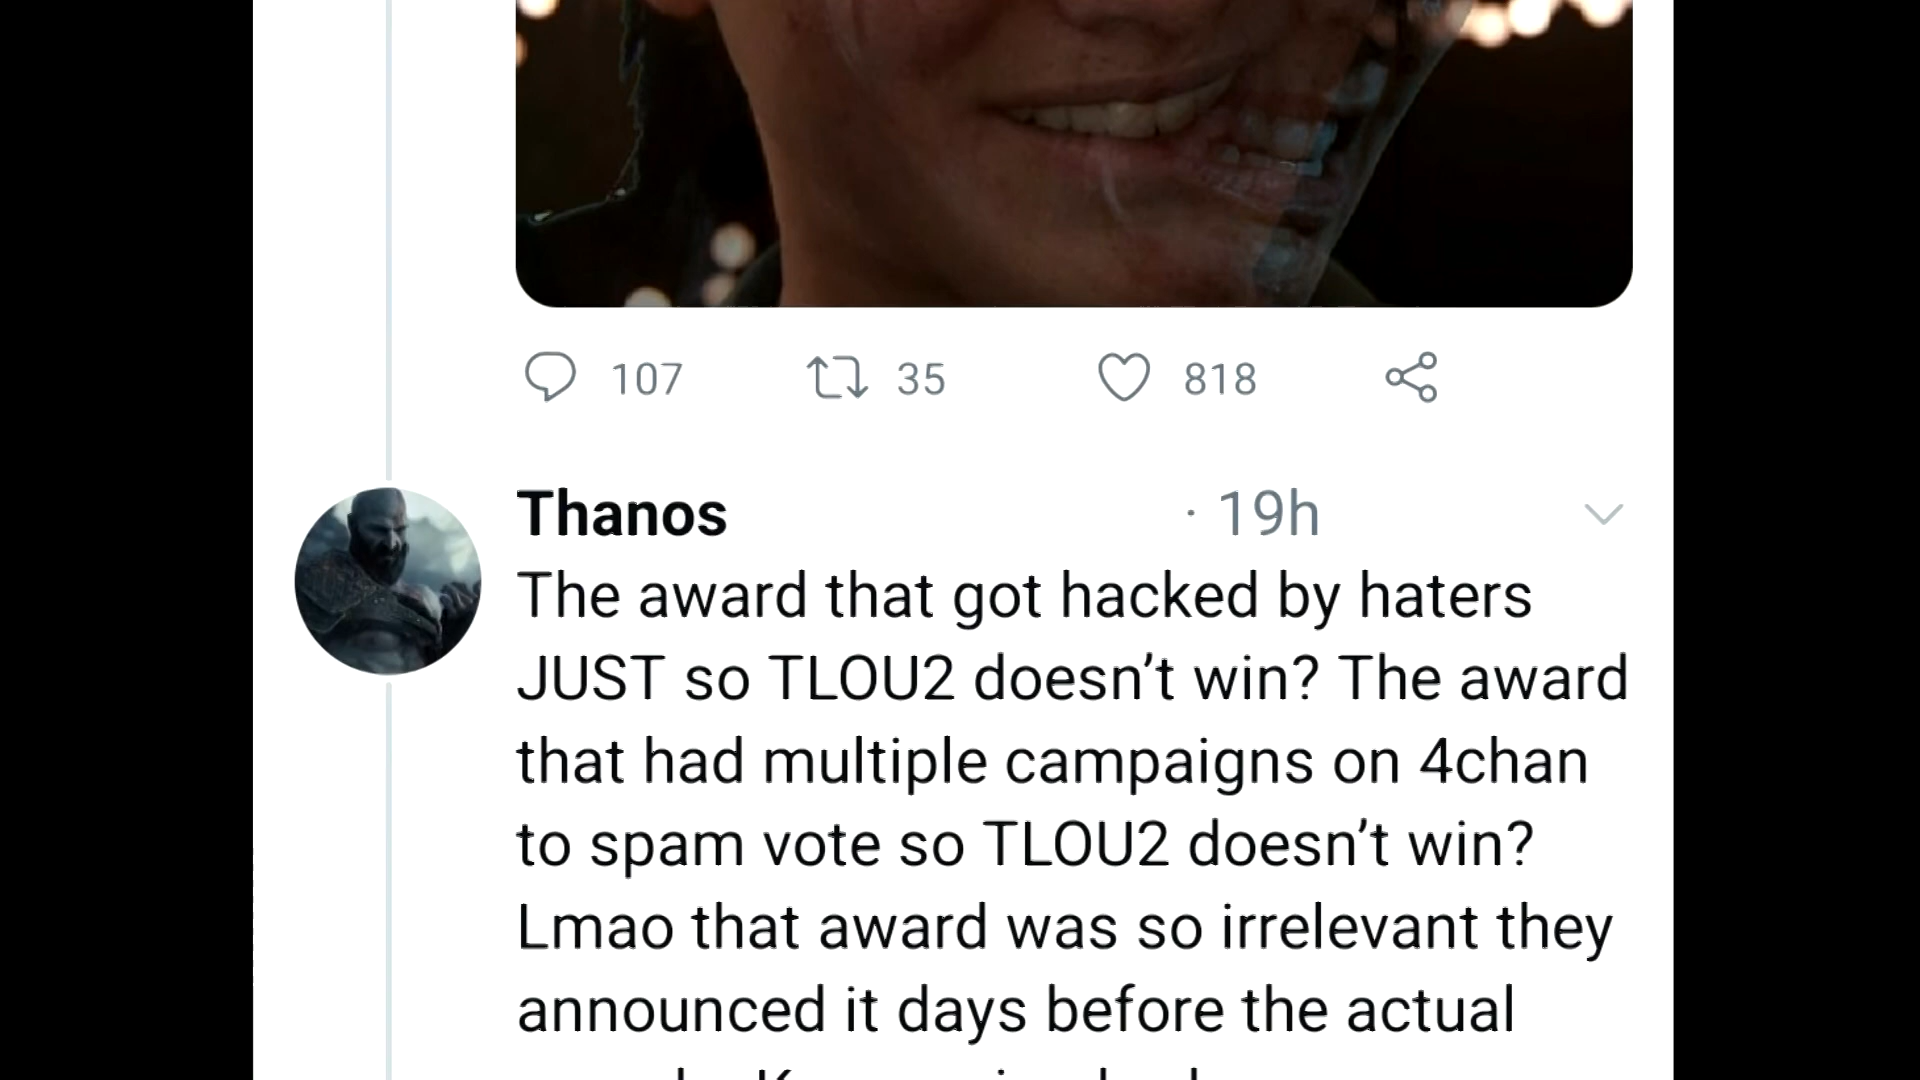 107 35 818
Thanos · 19h
The award that got hacked by haters
JUST so TLOU2 doesn’t win? The award
that had multiple campaigns on 4chan
to spam vote so TLOU2 doesn’t win?
Lmao that award was so irrelevant they
announced it days before the actual